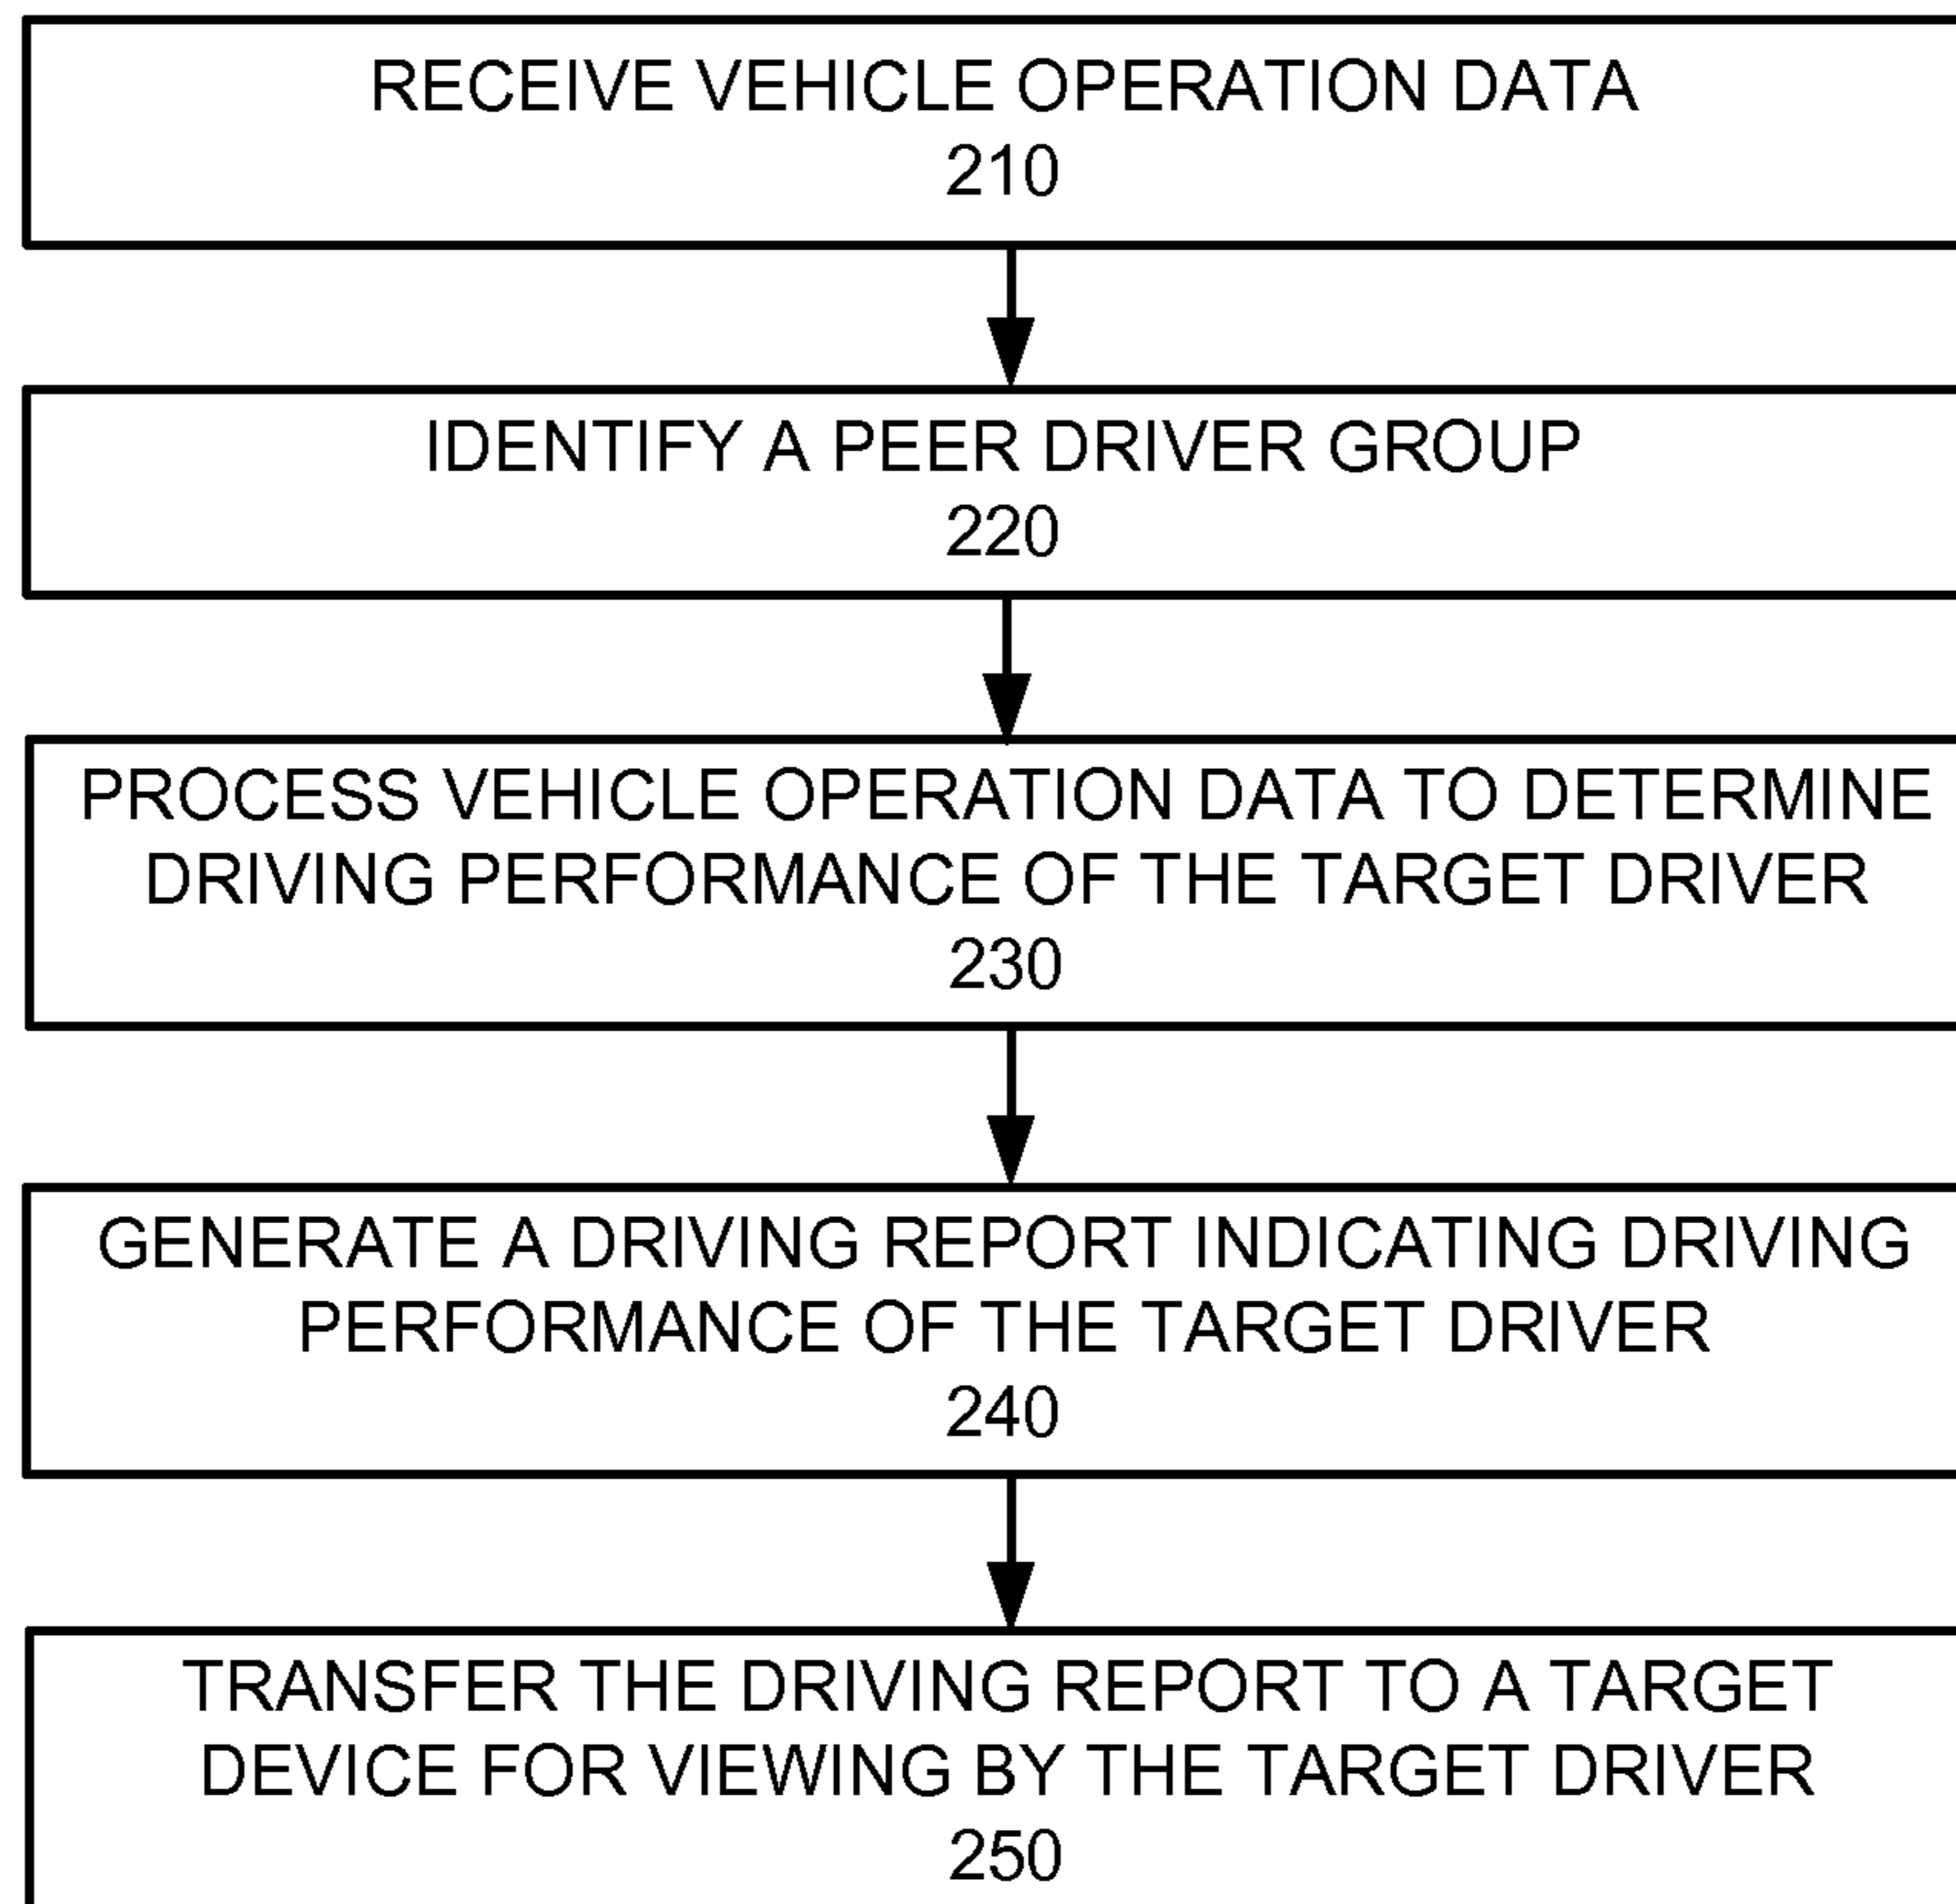 RECEIVE VEHICLE OPERATION DATA
210
IDENTIFY A PEER DRIVER GROUP
220
PROCESS VEHICLE OPERATION DATA TO DETERMINE
DRIVING PERFORMANCE OF THE TARGET DRIVER
230
GENERATE A DRIVING REPORT INDICATING DRIVING
PERFORMANCE OF THE TARGET DRIVER
240
TRANSFER THE DRIVING REPORT TO A TARGET
DEVICE FOR VIEWING BY THE TARGET DRIVER
250